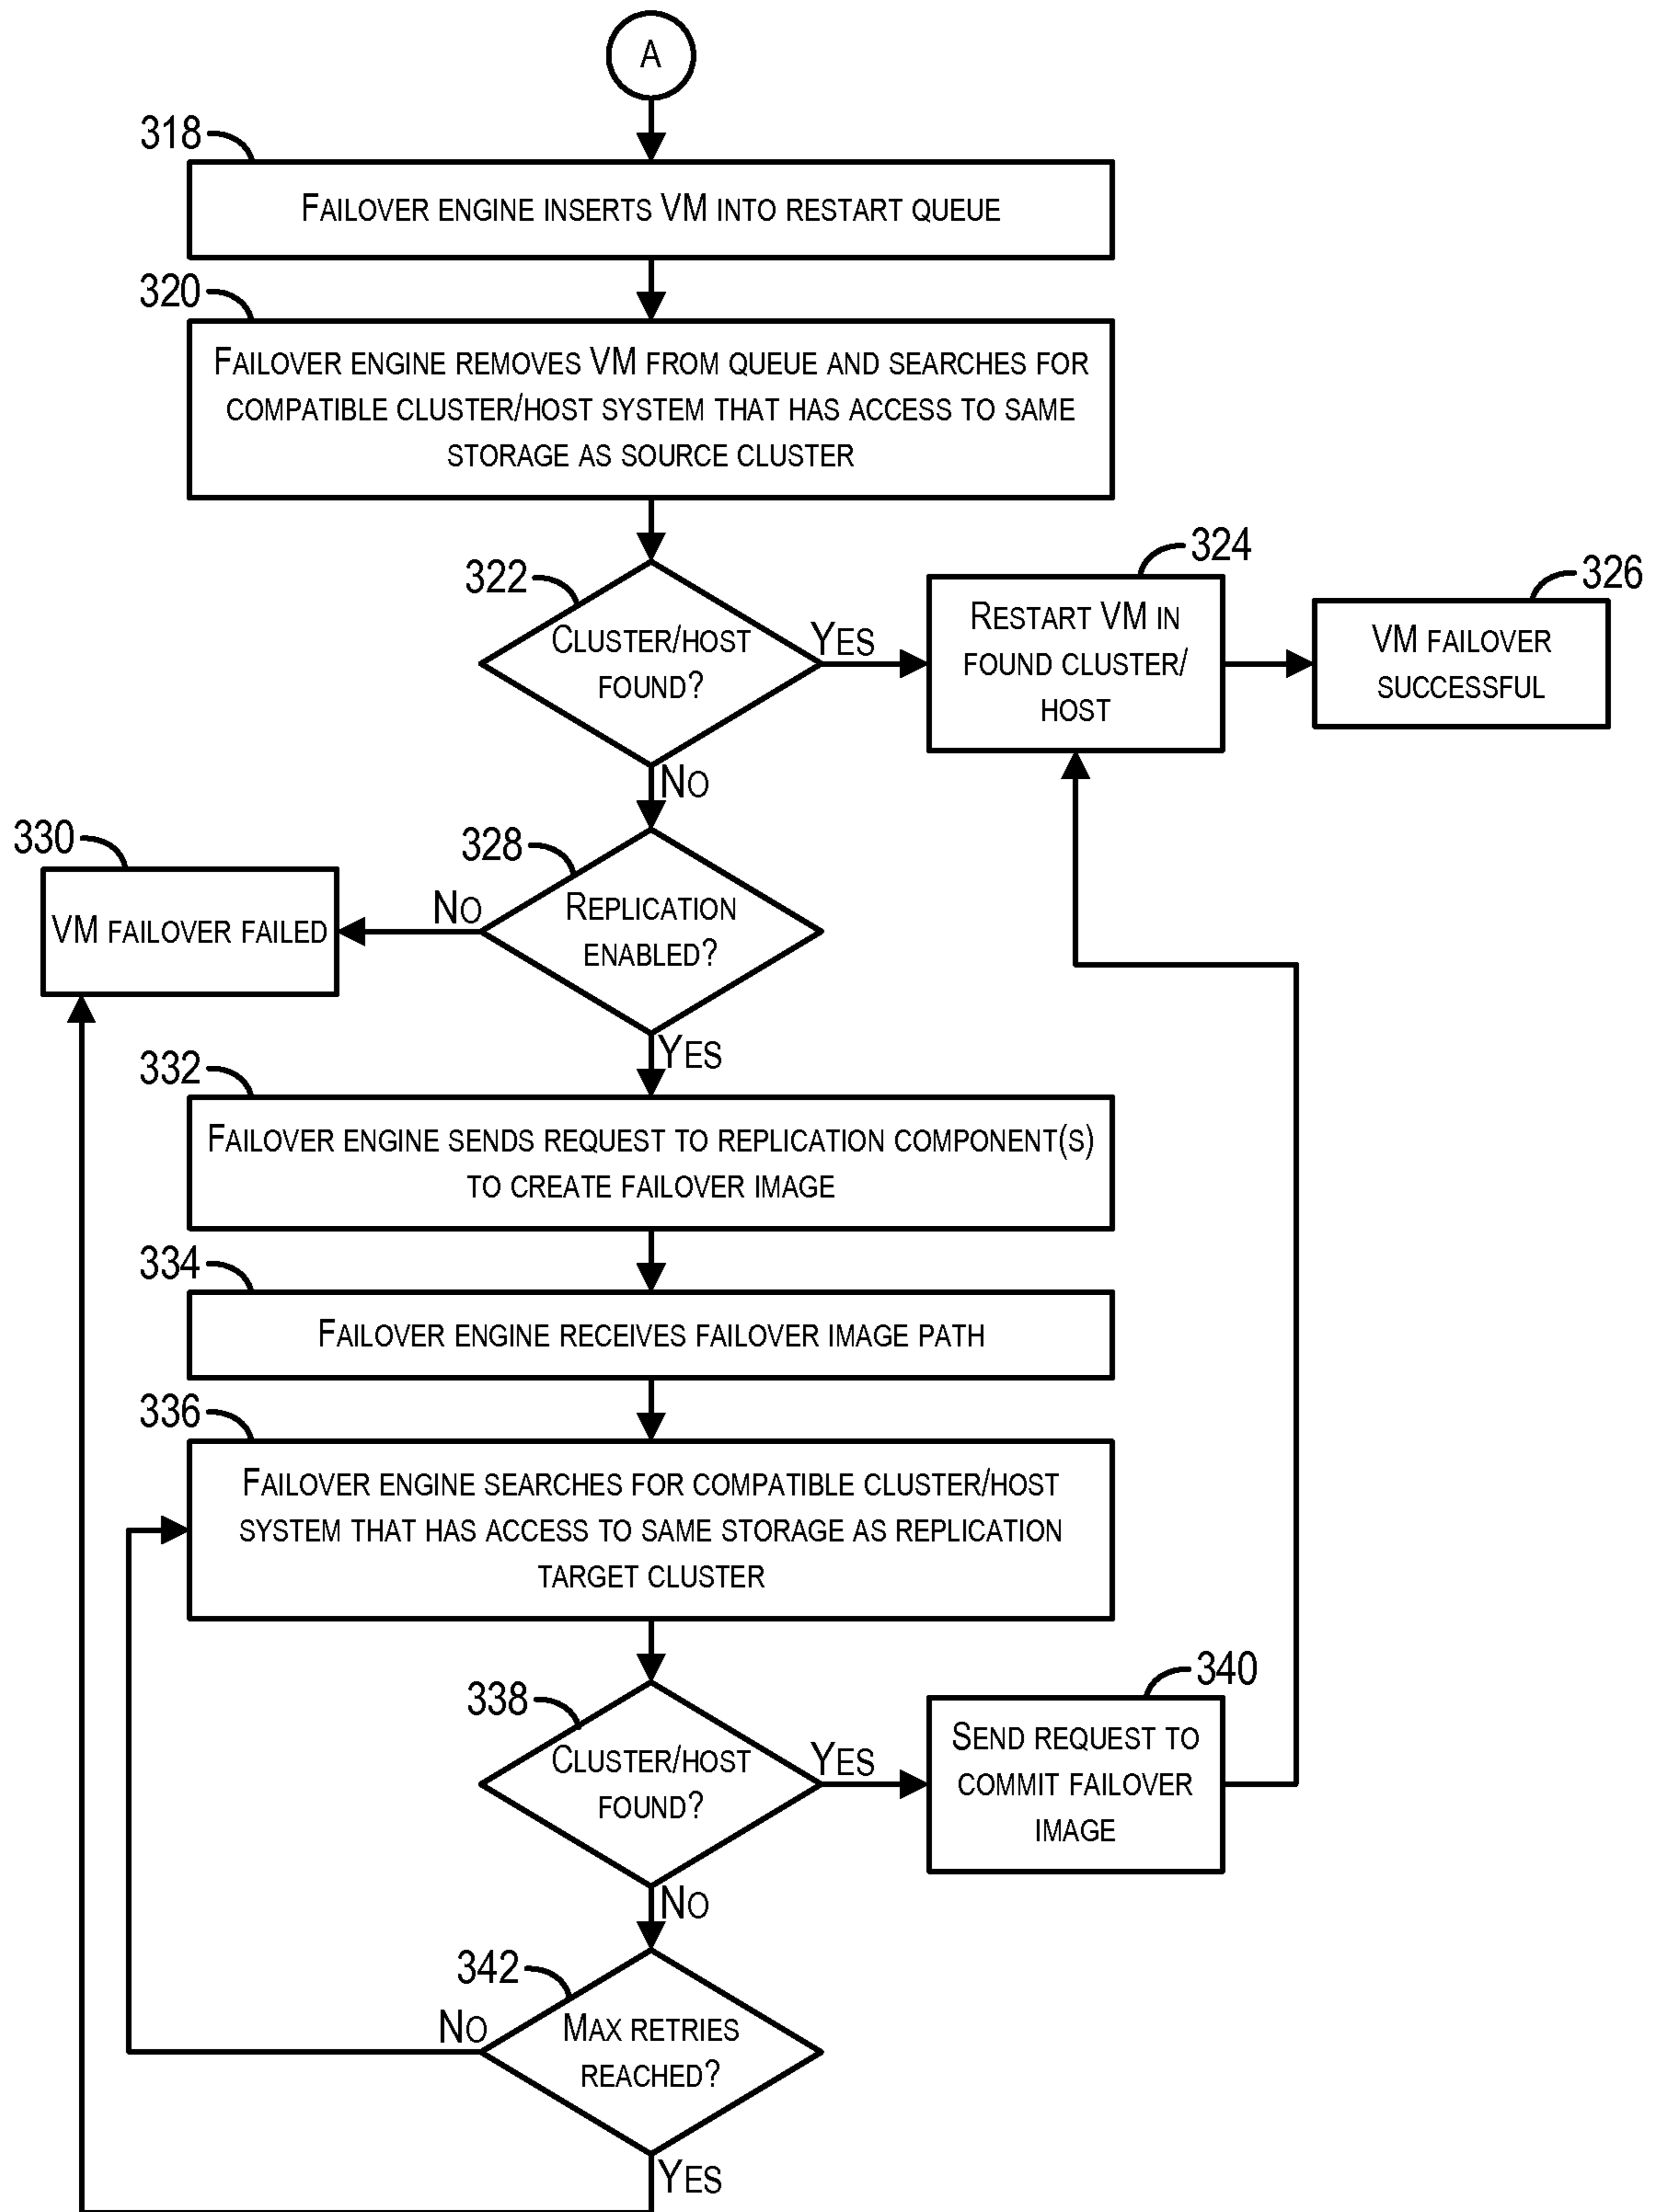 A
318
FAILOVER ENGINE INSERTS VM INTO RESTART QUEUE
320
FAILOVER ENGINE REMOVES VM FROM QUEUE AND SEARCHES FOR
COMPATIBLE CLUSTER/HOST SYSTEM THAT HAS ACCESS TO SAME
STORAGE AS SOURCE CLUSTER
322
CLUSTER/HOST
FOUND?
YES
324
RESTART VM IN
FOUND CLUSTER/
HOST
326
VM FAILOVER
SUCCESSFUL
NO
328
REPLICATION
ENABLED?
NO
330
VM FAILOVER FAILED
YES
332
FAILOVER ENGINE SENDS REQUEST TO REPLICATION COMPONENT(S)
TO CREATE FAILOVER IMAGE
334
FAILOVER ENGINE RECEIVES FAILOVER IMAGE PATH
336
FAILOVER ENGINE SEARCHES FOR COMPATIBLE CLUSTER/HOST
SYSTEM THAT HAS ACCESS TO SAME STORAGE AS REPLICATION
TARGET CLUSTER
338
CLUSTER/HOST
FOUND?
YES
340
SEND REQUEST TO
COMMIT FAILOVER
IMAGE
NO
342
MAX RETRIES
REACHED?
NO
YES